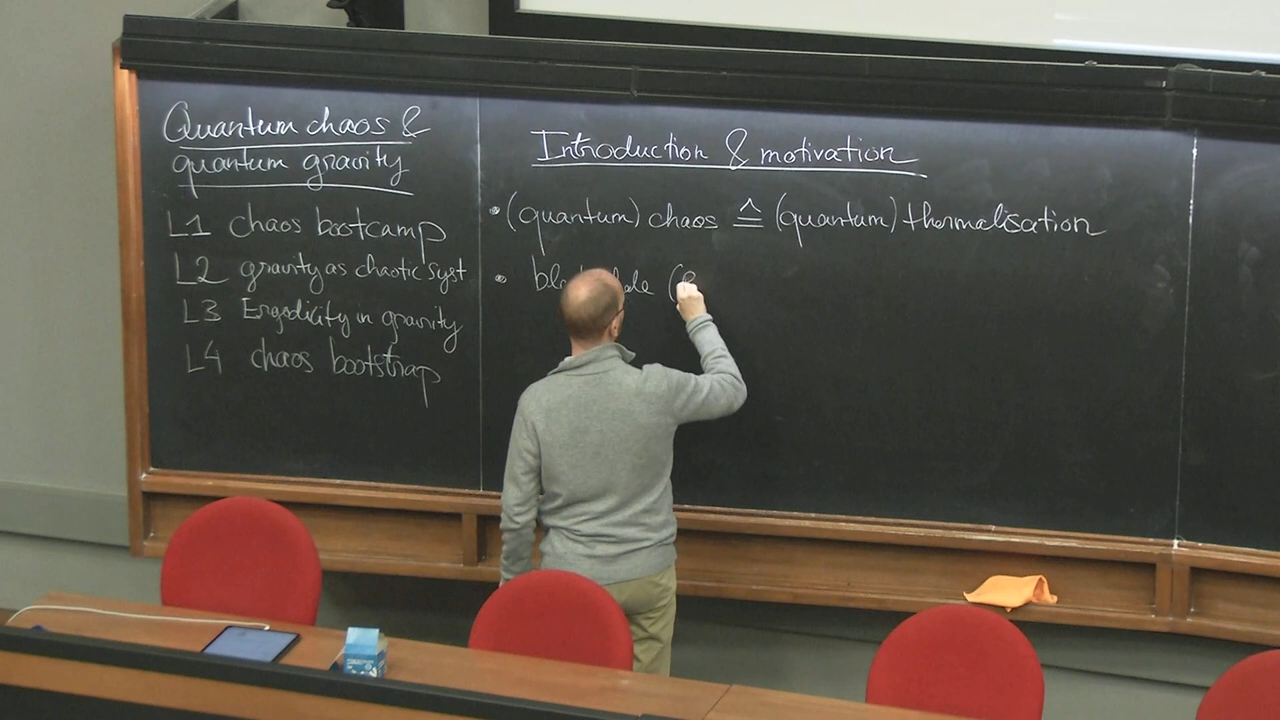 Quantum chaos &
quantum gravity
L1 chaos bootcamp
L2 gravity as chaotic syst
L3 Ergodicity in gravity
L4 chaos bootstrap
Introduction & motivation
• (quantum) chaos ≙ (quantum) thermalisation
•